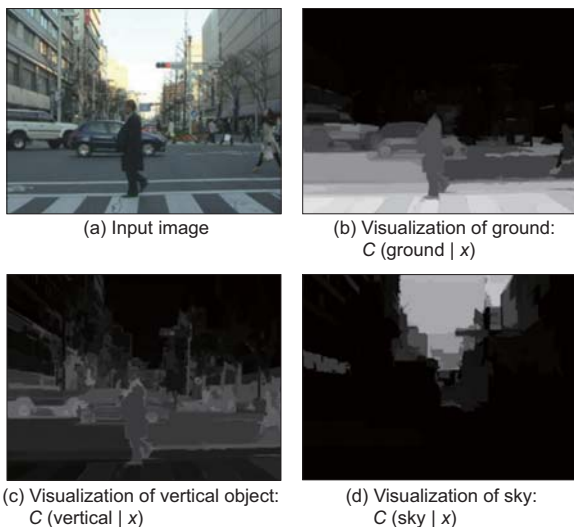 (a) Input image
(b) Visualization of ground:
C (ground | x)
(c) Visualization of vertical object:
C (vertical | x)
(d) Visualization of sky:
C (sky | x)